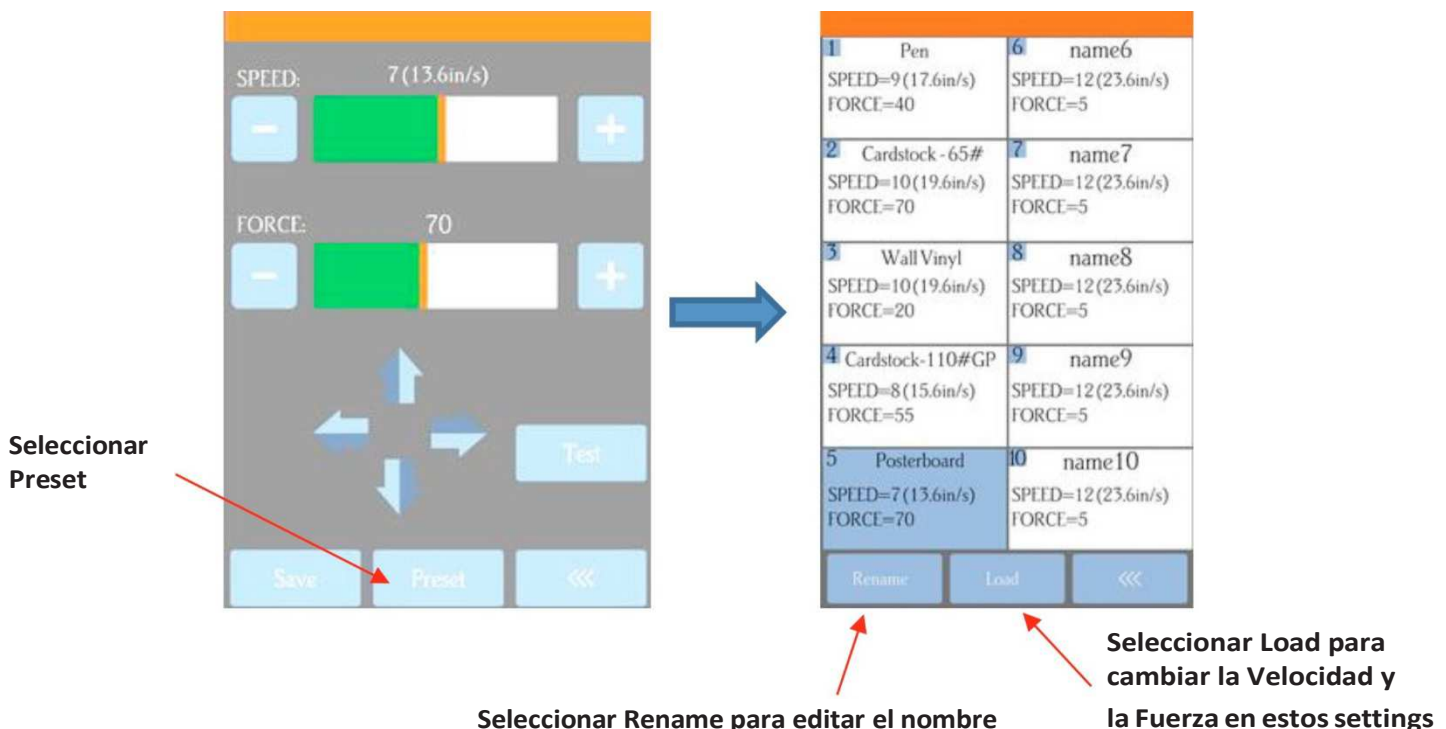 SPEED: 7(13.6in/s)
−
+
FORCE: 70
−
+
Test
Save Preset <<<
Seleccionar
Preset
1 Pen
SPEED=9(17.6in/s)
FORCE=40
2 Cardstock-65#
SPEED=10(19.6in/s)
FORCE=70
3 Wall Vinyl
SPEED=10(19.6in/s)
FORCE=20
4 Cardstock-110#GP
SPEED=8(15.6in/s)
FORCE=55
5 Posterboard
SPEED=7(13.6in/s)
FORCE=70
6 name6
SPEED=12(23.6in/s)
FORCE=5
7 name7
SPEED=12(23.6in/s)
FORCE=5
8 name8
SPEED=12(23.6in/s)
FORCE=5
9 name9
SPEED=12(23.6in/s)
FORCE=5
10 name10
SPEED=12(23.6in/s)
FORCE=5
Rename Load <<<
Seleccionar Rename para editar el nombre
Seleccionar Load para
cambiar la Velocidad y
la Fuerza en estos settings